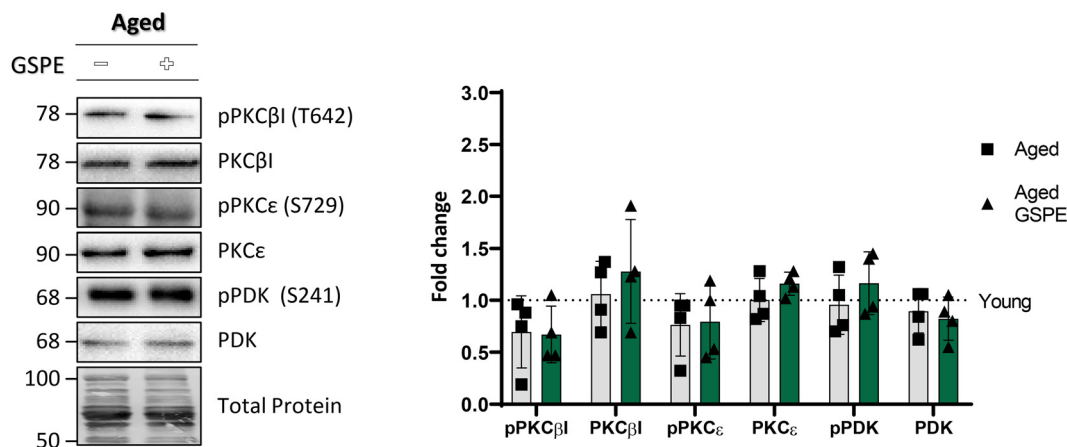 Aged
GSPE − +
78 pPKCβI (T642)
78 PKCβI
90 pPKCε (S729)
90 PKCε
68 pPDK (S241)
68 PDK
100
Total Protein
50
Fold change
3.0
2.5
2.0
1.5
1.0
0.5
0.0
pPKCβI PKCβI pPKCε PKCε pPDK PDK
Aged
Aged
GSPE
Young